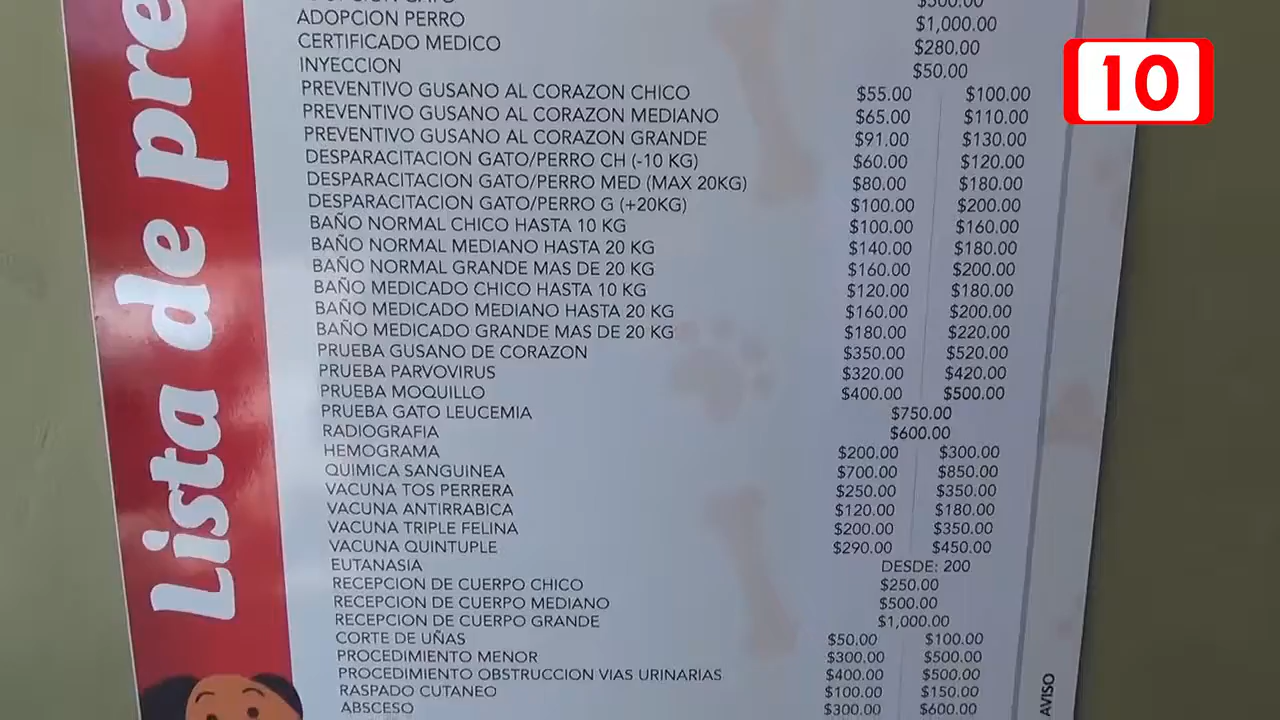 Lista de pre
$500.00
ADOPCION PERRO $1,000.00
CERTIFICADO MEDICO $280.00
INYECCION $50.00
PREVENTIVO GUSANO AL CORAZON CHICO $55.00 $100.00
PREVENTIVO GUSANO AL CORAZON MEDIANO $65.00 $110.00
PREVENTIVO GUSANO AL CORAZON GRANDE $91.00 $130.00
DESPARACITACION GATO/PERRO CH (-10 KG) $60.00 $120.00
DESPARACITACION GATO/PERRO MED (MAX 20KG) $80.00 $180.00
DESPARACITACION GATO/PERRO G (+20KG) $100.00 $200.00
BAÑO NORMAL CHICO HASTA 10 KG $100.00 $160.00
BAÑO NORMAL MEDIANO HASTA 20 KG $140.00 $180.00
BAÑO NORMAL GRANDE MAS DE 20 KG $160.00 $200.00
BAÑO MEDICADO CHICO HASTA 10 KG $120.00 $180.00
BAÑO MEDICADO MEDIANO HASTA 20 KG $160.00 $200.00
BAÑO MEDICADO GRANDE MAS DE 20 KG $180.00 $220.00
PRUEBA GUSANO DE CORAZON $350.00 $520.00
PRUEBA PARVOVIRUS $320.00 $420.00
PRUEBA MOQUILLO $400.00 $500.00
PRUEBA GATO LEUCEMIA $750.00
RADIOGRAFIA $600.00
HEMOGRAMA $200.00 $300.00
QUIMICA SANGUINEA $700.00 $850.00
VACUNA TOS PERRERA $250.00 $350.00
VACUNA ANTIRRABICA $120.00 $180.00
VACUNA TRIPLE FELINA $200.00 $350.00
VACUNA QUINTUPLE $290.00 $450.00
EUTANASIA DESDE: 200
RECEPCION DE CUERPO CHICO $250.00
RECEPCION DE CUERPO MEDIANO $500.00
RECEPCION DE CUERPO GRANDE $1,000.00
CORTE DE UÑAS $50.00 $100.00
PROCEDIMIENTO MENOR $300.00 $500.00
PROCEDIMIENTO OBSTRUCCION VIAS URINARIAS $400.00 $500.00
RASPADO CUTANEO $100.00 $150.00
ABSCESO $300.00 $600.00
AVISO
10